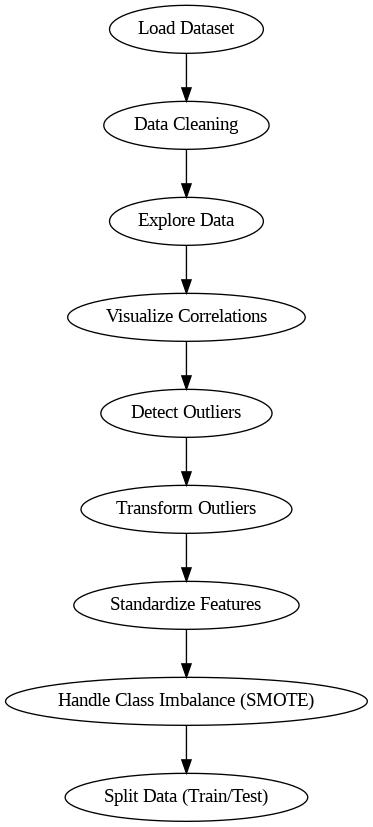 Load Dataset
Data Cleaning
Explore Data
Visualize Correlations
Detect Outliers
Transform Outliers
Standardize Features
Handle Class Imbalance (SMOTE)
Split Data (Train/Test)